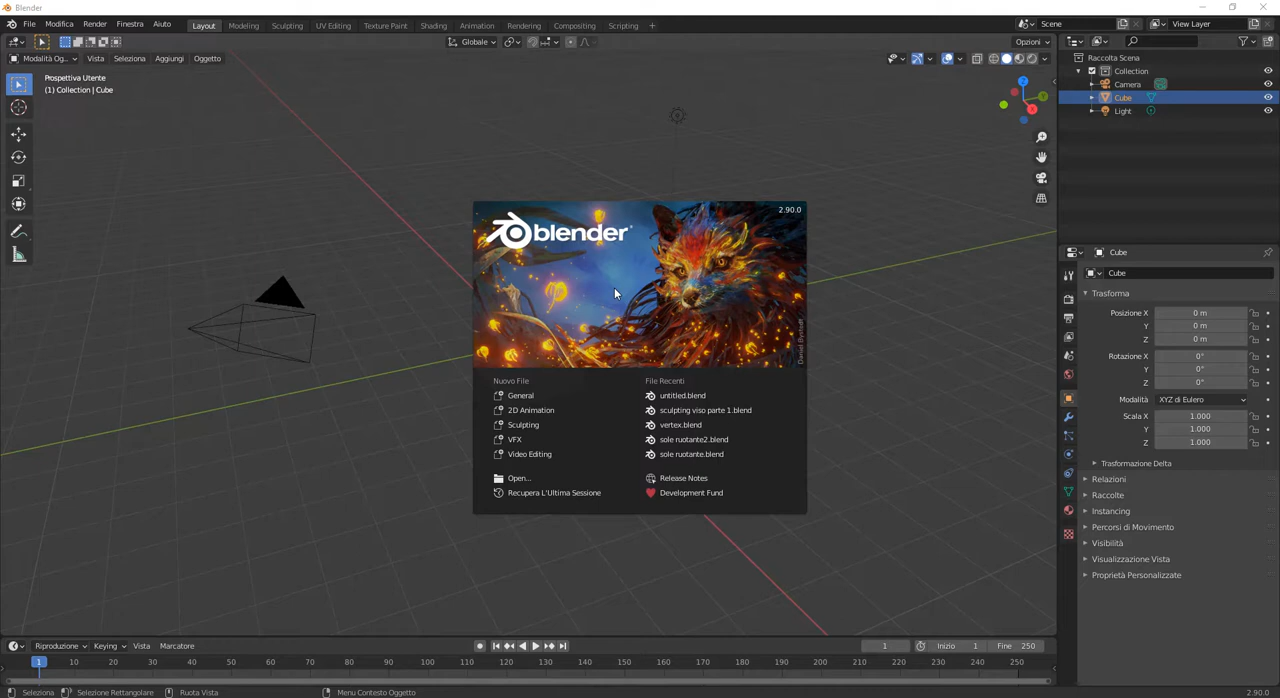 Blender
File Modifica Render Finestra Aiuto Layout Modeling Sculpting UV Editing Texture Paint Shading Animation Rendering Compositing Scripting + Scene View Layer
Globale Opzioni
Modalità Og... Vista Seleziona Aggiungi Oggetto
Prospettiva Utente
(1) Collection | Cube
Z
Y
X
Raccolta Scena
Collection
Camera
Cube
Light
2.90.0
blender
Daniel Bystedt
Nuovo File
General
2D Animation
Sculpting
VFX
Video Editing
Open...
Recupera L'Ultima Sessione
File Recenti
untitled.blend
sculpting viso parte 1.blend
vertex.blend
sole ruotante2.blend
sole ruotante.blend
Release Notes
Development Fund
Cube
Cube
Trasforma
Posizione X 0 m
Y 0 m
Z 0 m
Rotazione X 0°
Y 0°
Z 0°
Modalità XYZ di Eulero
Scala X 1.000
Y 1.000
Z 1.000
Trasformazione Delta
Relazioni
Raccolte
Instancing
Percorsi di Movimento
Visibilità
Visualizzazione Vista
Proprietà Personalizzate
Riproduzione Keying Vista Marcatore 1 Inizio 1 Fine 250
1 10 20 30 40 50 60 70 80 90 100 110 120 130 140 150 160 170 180 190 200 210 220 230 240 250
Seleziona Selezione Rettangolare Ruota Vista Menu Contesto Oggetto 2.90.0